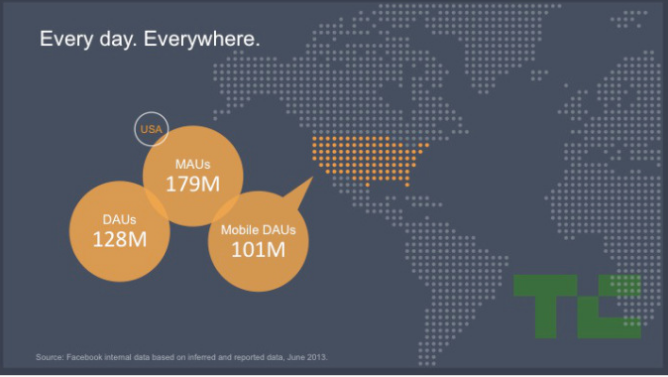 Every day. Everywhere.
USA
MAUs
179M
DAUs
128M
Mobile DAUs
101M
TC
Source: Facebook internal data based on inferred and reported data, June 2013.